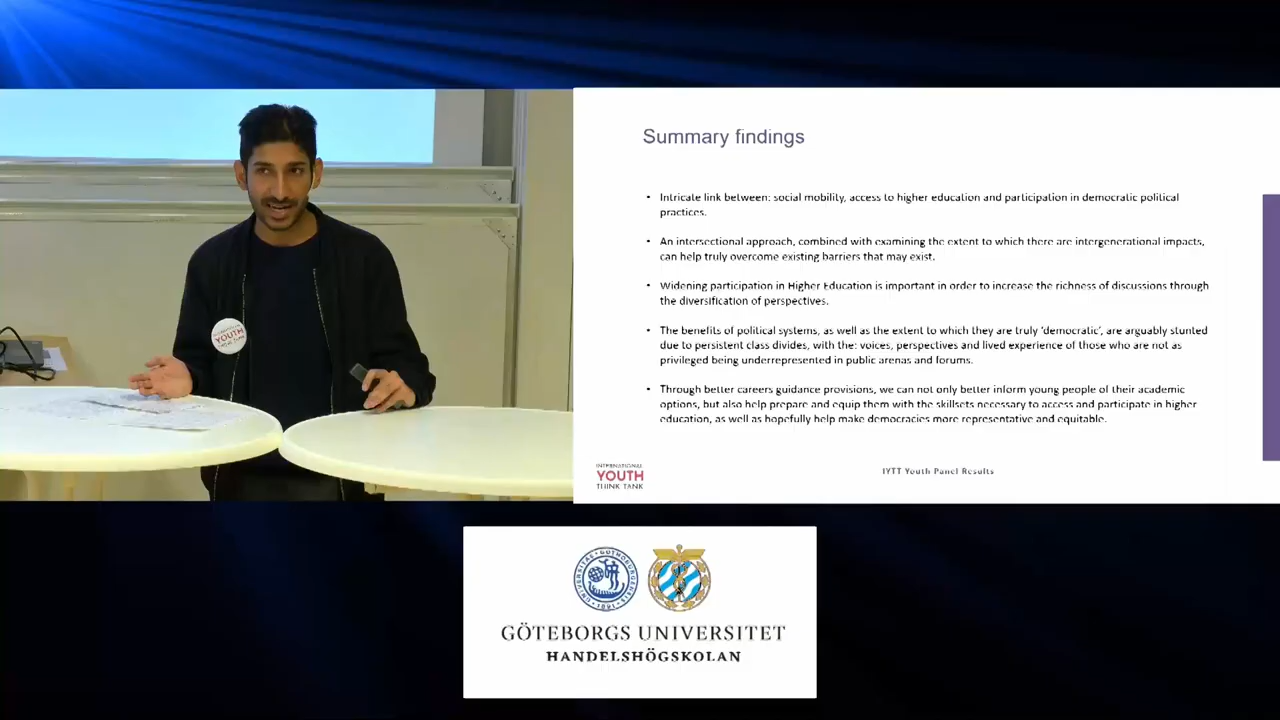 Summary findings
• Intricate link between: social mobility, access to higher education and participation in democratic political
practices.
• An intersectional approach, combined with examining the extent to which there are intergenerational impacts,
can help truly overcome existing barriers that may exist.
• Widening participation in Higher Education is important in order to increase the richness of discussions through
the diversification of perspectives.
• The benefits of political systems, as well as the extent to which they are truly 'democratic', are arguably stunted
due to persistent class divides, with the: voices, perspectives and lived experience of those who are not as
privileged being underrepresented in public arenas and forums.
• Through better careers guidance provisions, we can not only better inform young people of their academic
options, but also help prepare and equip them with the skillsets necessary to access and participate in higher
education, as well as hopefully help make democracies more representative and equitable.
INTERNATIONAL
YOUTH
THINK TANK
IYTT Youth Panel Results
INTERNATIONAL
YOUTH
THINK TANK
1891
GÖTEBORGS UNIVERSITET
HANDELSHÖGSKOLAN